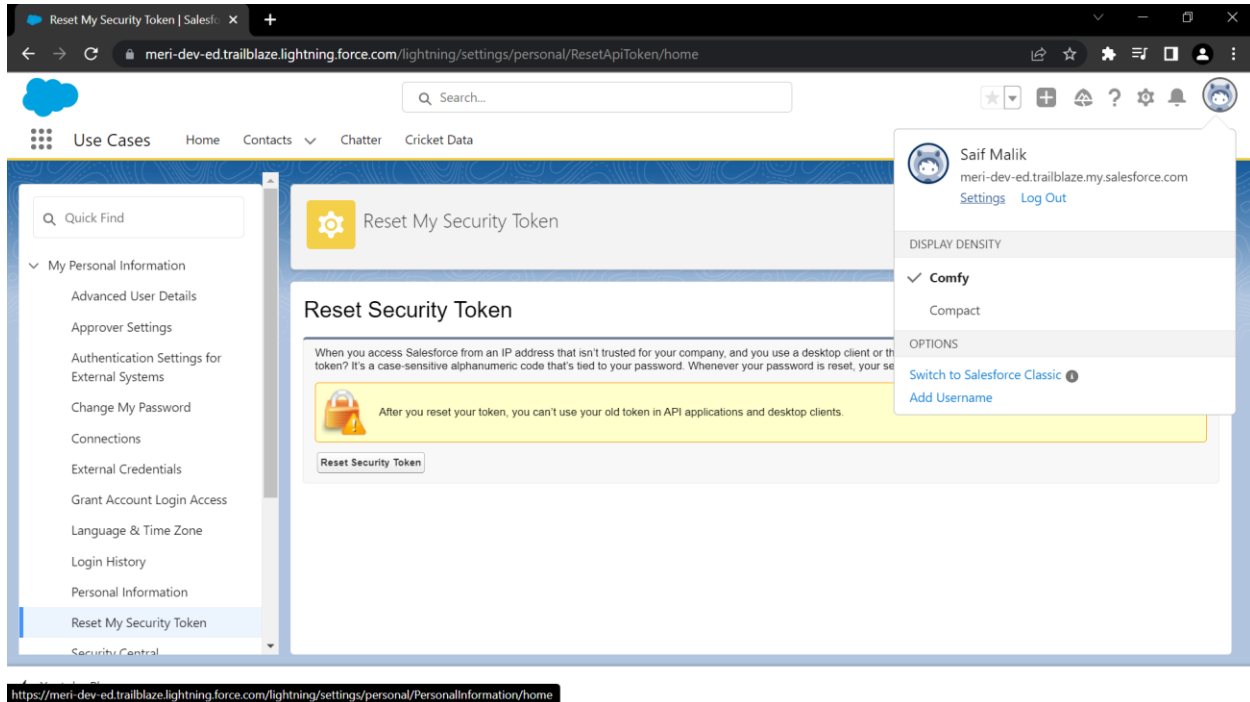 Reset My Security Token | Salesfo
meri-dev-ed.trailblaze.lightning.force.com/lightning/settings/personal/ResetApiToken/home
Search...
Use Cases Home Contacts Chatter Cricket Data
Saif Malik
meri-dev-ed.trailblaze.my.salesforce.com
Settings Log Out
DISPLAY DENSITY
Comfy
Compact
OPTIONS
Switch to Salesforce Classic
Add Username
Quick Find
My Personal Information
Advanced User Details
Approver Settings
Authentication Settings for
External Systems
Change My Password
Connections
External Credentials
Grant Account Login Access
Language & Time Zone
Login History
Personal Information
Reset My Security Token
Security Central
Reset My Security Token
Reset Security Token
When you access Salesforce from an IP address that isn't trusted for your company, and you use a desktop client or th
token? It's a case-sensitive alphanumeric code that's tied to your password. Whenever your password is reset, your se
After you reset your token, you can't use your old token in API applications and desktop clients.
Reset Security Token
https://meri-dev-ed.trailblaze.lightning.force.com/lightning/settings/personal/PersonalInformation/home